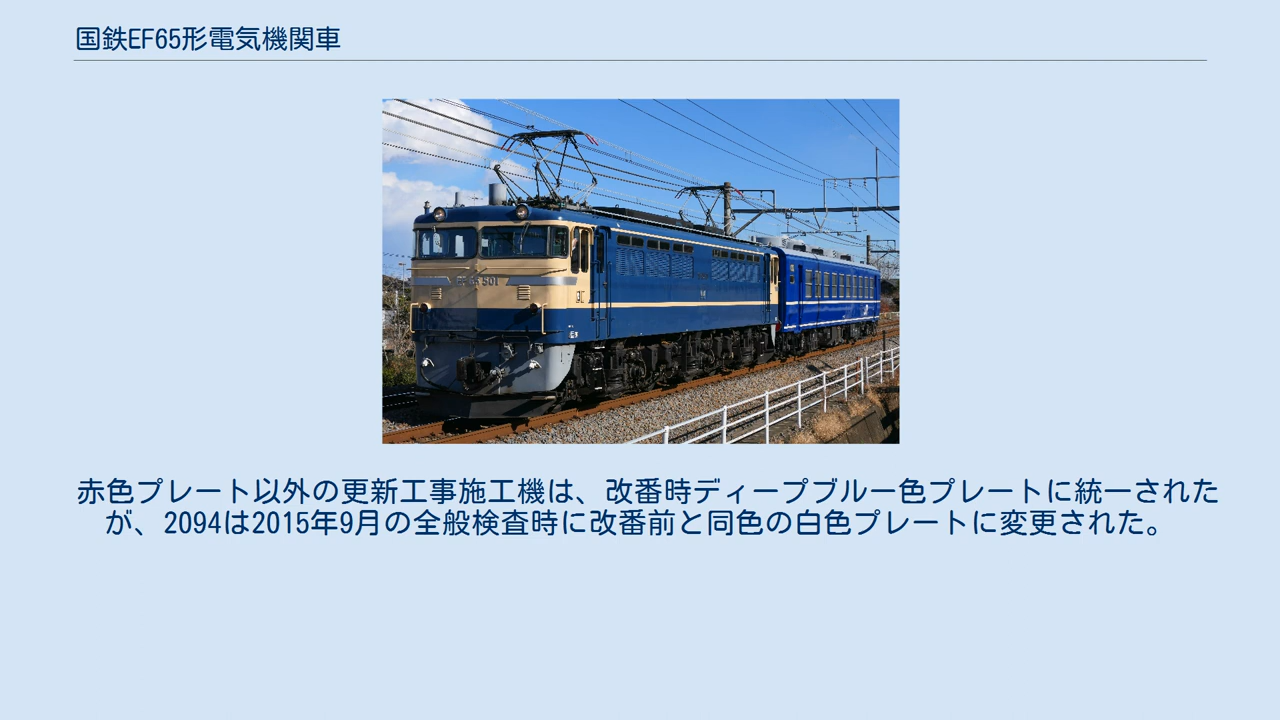 国鉄EF65形電気機関車
EF65 501
赤色プレート以外の更新工事施工機は、改番時ディープブルー色プレートに統一された
が、2094は2015年9月の全般検査時に改番前と同色の白色プレートに変更された。